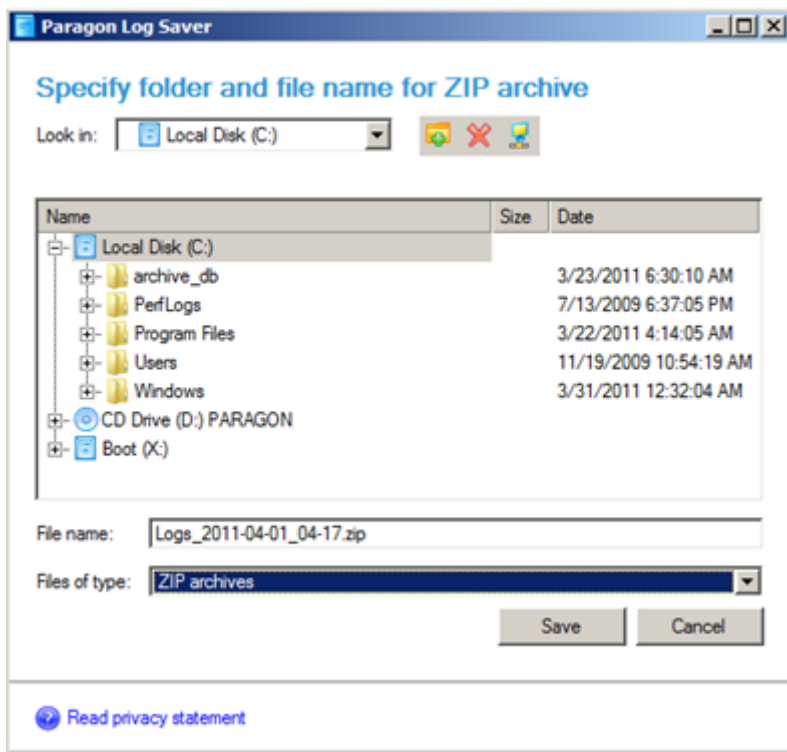 Paragon Log Saver
Specify folder and file name for ZIP archive
Look in: Local Disk (C:)
Name Size Date
Local Disk (C:)
archive_db 3/23/2011 6:30:10 AM
PerfLogs 7/13/2009 6:37:05 PM
Program Files 3/22/2011 4:14:05 AM
Users 11/19/2009 10:54:19 AM
Windows 3/31/2011 12:32:04 AM
CD Drive (D:) PARAGON
Boot (X:)
File name: Logs_2011-04-01_04-17.zip
Files of type: ZIP archives
Save Cancel
Read privacy statement